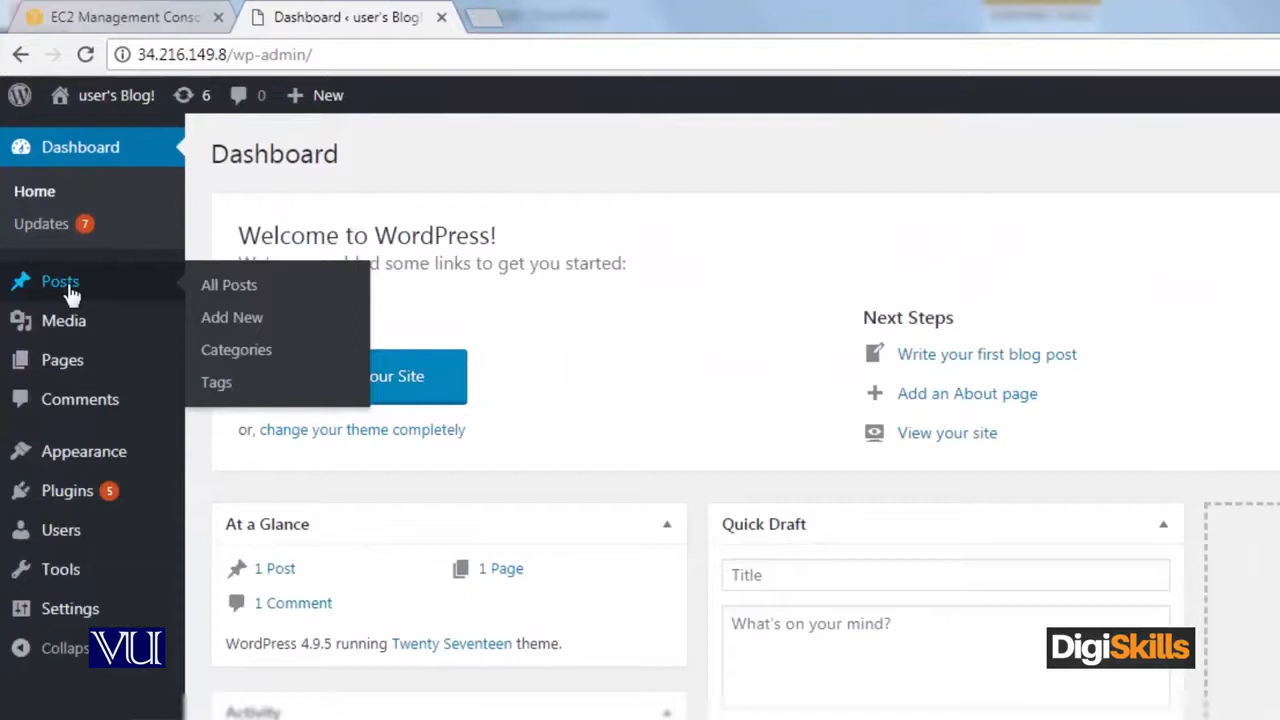 EC2 Management Conso
Dashboard ‹ user's Blog!
34.216.149.8/wp-admin/
user's Blog! 6 0 New
Dashboard
Home
Updates 7
Posts
Media
Pages
Comments
Appearance
Plugins 5
Users
Tools
Settings
Collaps
All Posts
Add New
Categories
Tags
Dashboard
Welcome to WordPress!
some links to get you started:
our Site
or, change your theme completely
Next Steps
Write your first blog post
Add an About page
View your site
At a Glance
1 Post
1 Page
1 Comment
WordPress 4.9.5 running Twenty Seventeen theme.
Activity
Quick Draft
Title
What's on your mind?
VU
DigiSkills